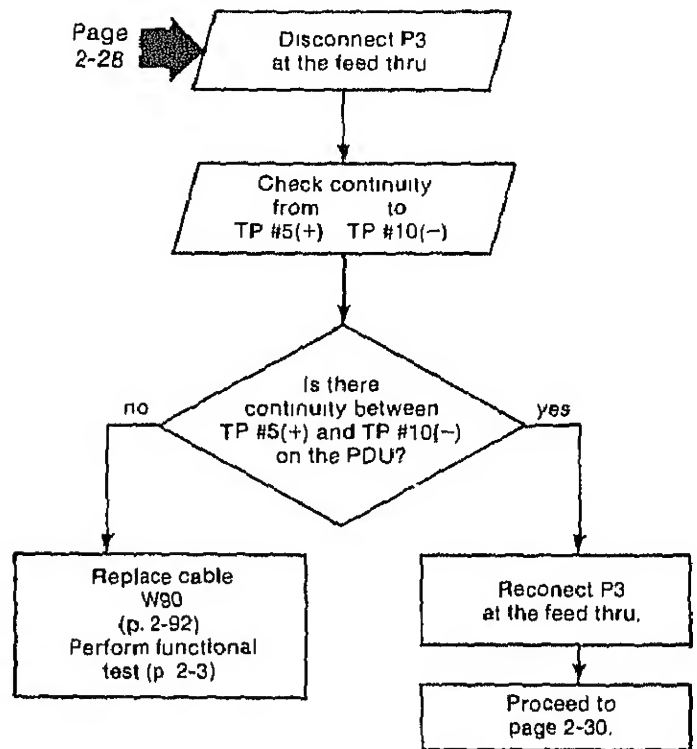 Page
2-28
Disconnect P3
at the feed thru
Check continuity
from to
TP #5(+) TP #10(−)
Is there
continuity between
TP #5(+) and TP #10(−)
on the PDU?
no
yes
Replace cable
W90
(p. 2-92)
Perform functional
test (p 2-3)
Reconect P3
at the feed thru.
Proceed to
page 2-30.